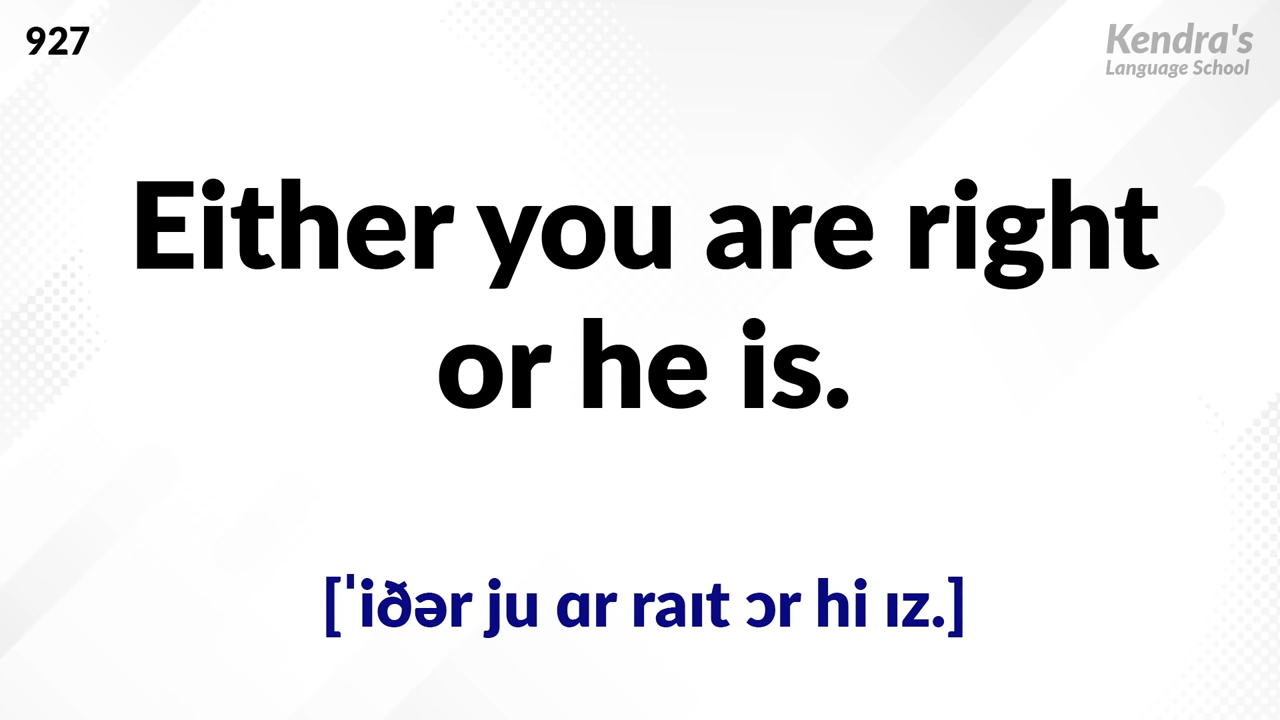 927
Kendra's
Language School
Either you are right
or he is.
[ˈiðər ju ɑr raɪt ɔr hi ɪz.]